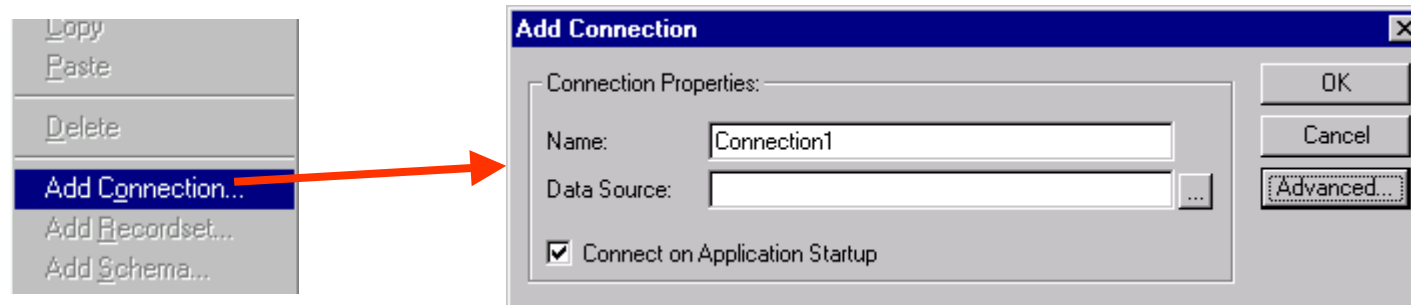 Copy
Paste
Delete
Add Connection...
Add Recordset...
Add Schema...
Add Connection
Connection Properties:
Name:
Connection1
Data Source:
...
Connect on Application Startup
OK
Cancel
Advanced...